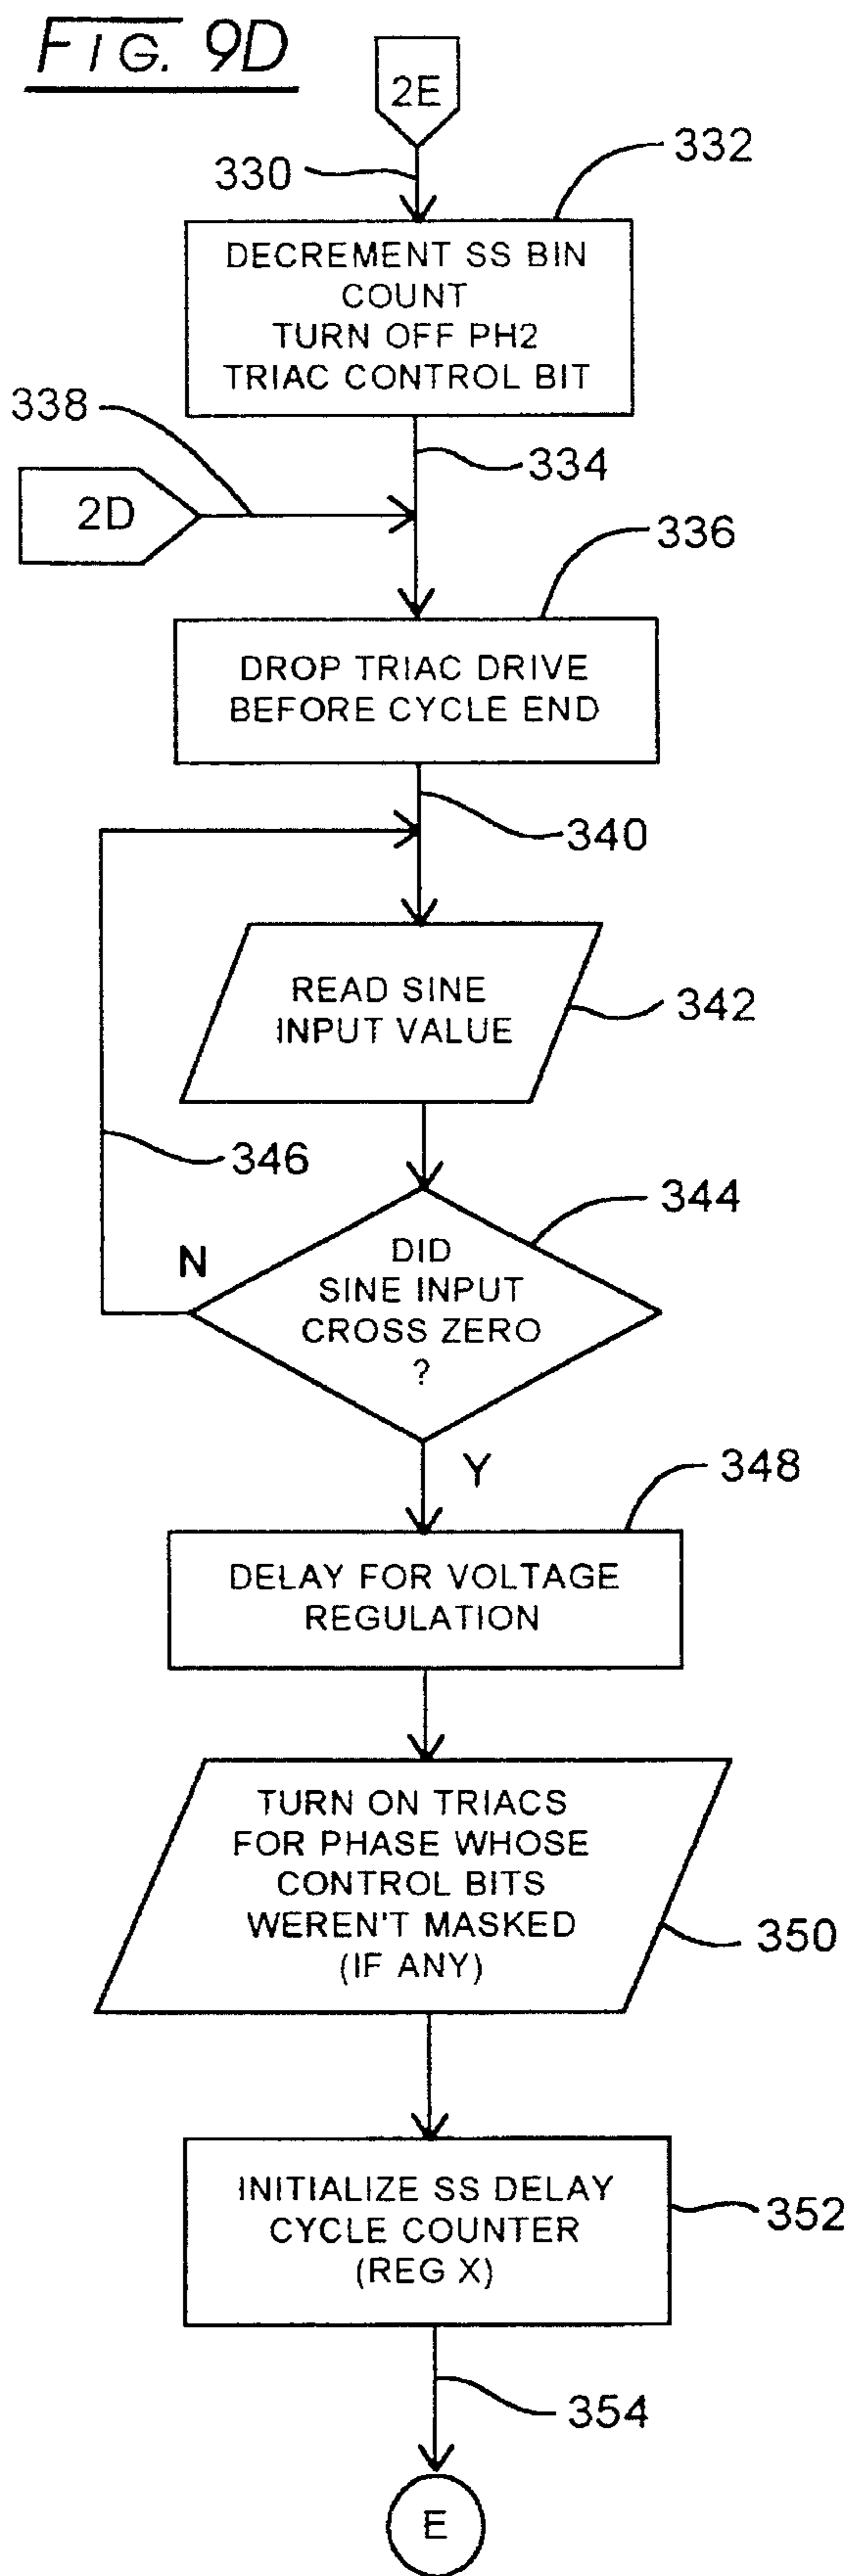 FIG. 9D
2E
330
332
DECREMENT SS BIN
COUNT
TURN OFF PH2
TRIAC CONTROL BIT
338
334
2D
336
DROP TRIAC DRIVE
BEFORE CYCLE END
340
READ SINE
INPUT VALUE
342
346
344
N
DID
SINE INPUT
CROSS ZERO
?
Y
348
DELAY FOR VOLTAGE
REGULATION
TURN ON TRIACS
FOR PHASE WHOSE
CONTROL BITS
WEREN'T MASKED
(IF ANY)
350
INITIALIZE SS DELAY
CYCLE COUNTER
(REG X)
352
354
E